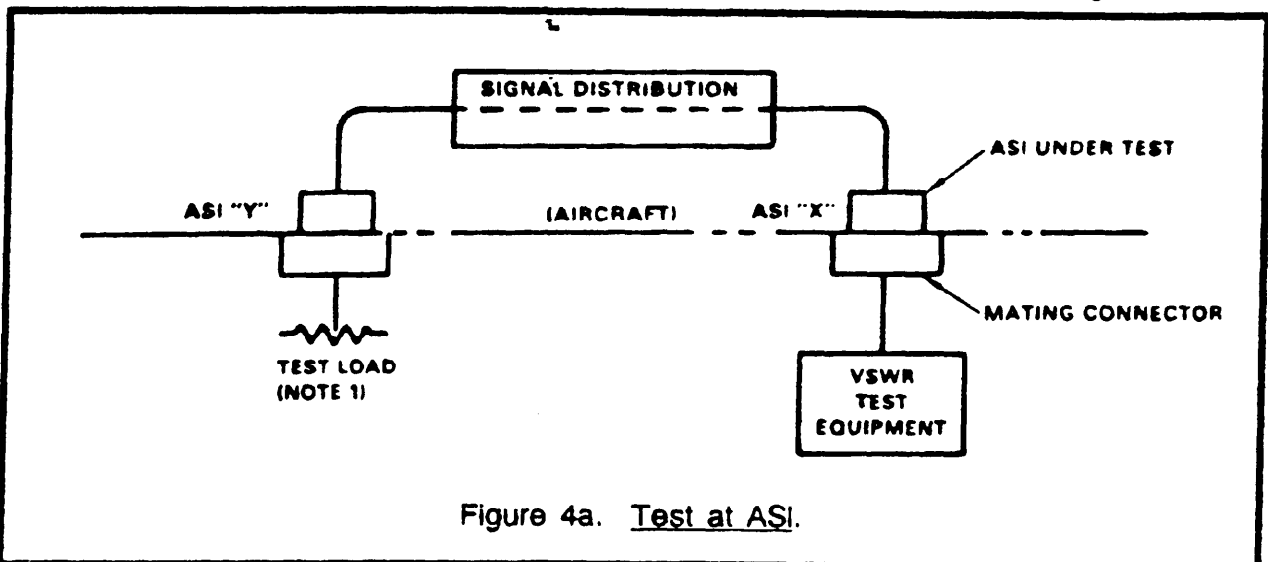 SIGNAL DISTRIBUTION
ASI UNDER TEST
ASI "Y"
(AIRCRAFT)
ASI "X"
MATING CONNECTOR
TEST LOAD
(NOTE 1)
VSWR
TEST
EQUIPMENT
Figure 4a. Test at ASI.